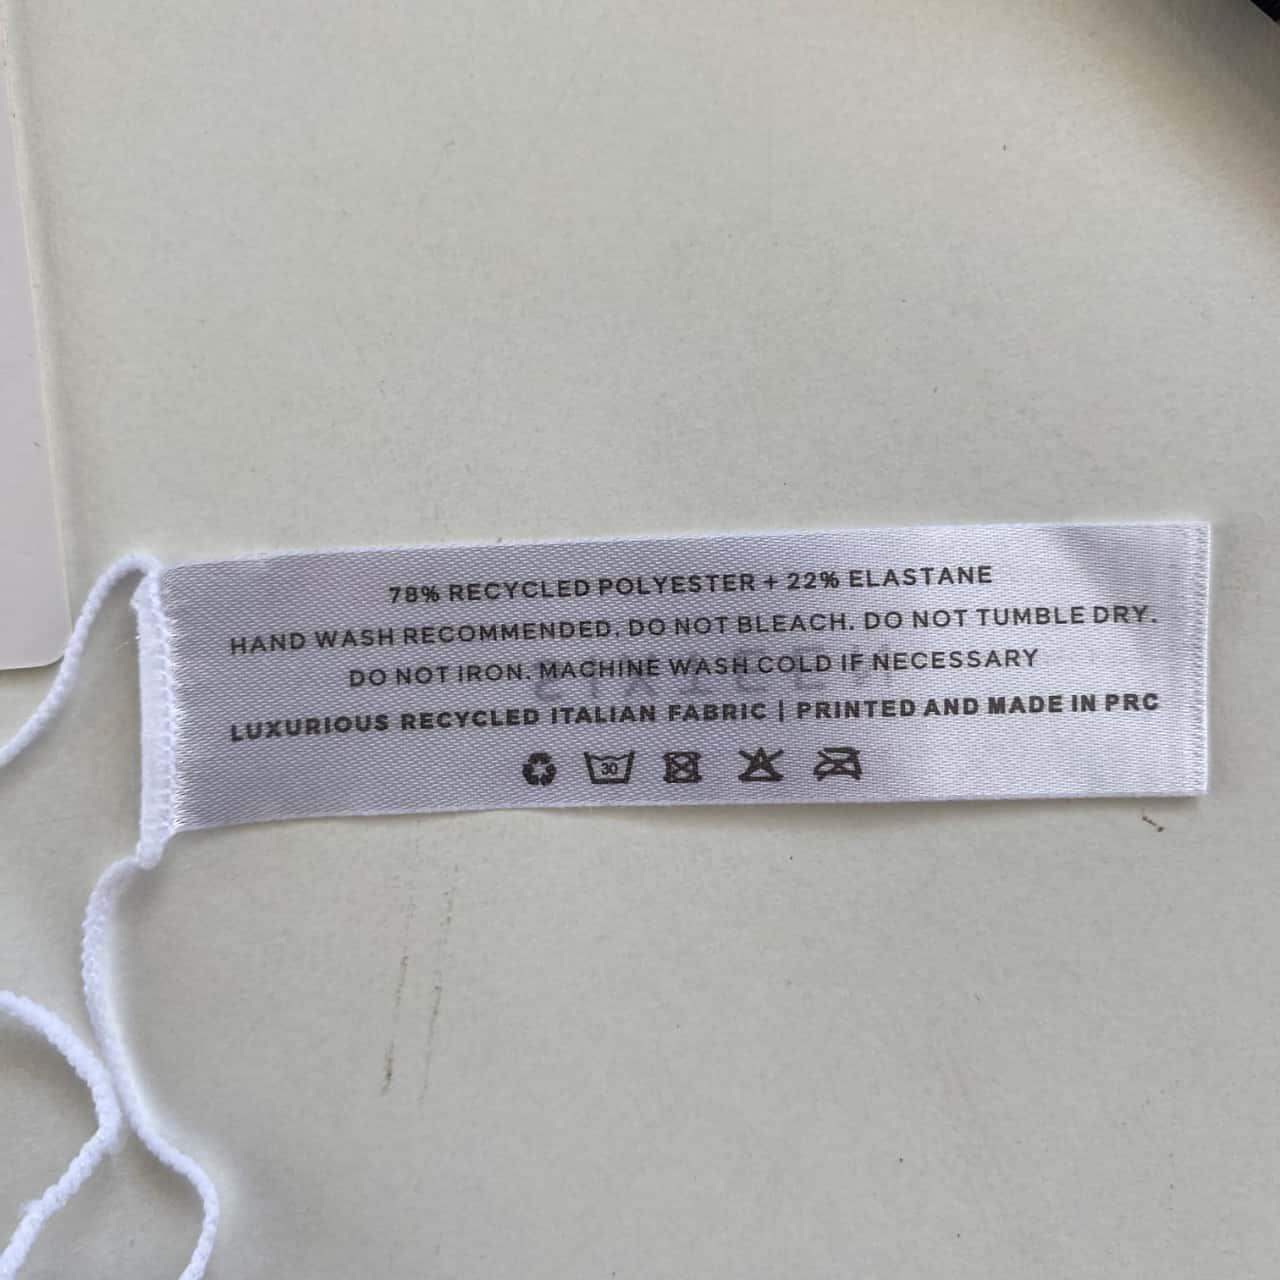 78% RECYCLED POLYESTER + 22% ELASTANE
HAND WASH RECOMMENDED. DO NOT BLEACH. DO NOT TUMBLE DRY.
DO NOT IRON. MACHINE WASH COLD IF NECESSARY
LUXURIOUS RECYCLED ITALIAN FABRIC | PRINTED AND MADE IN PRC
30